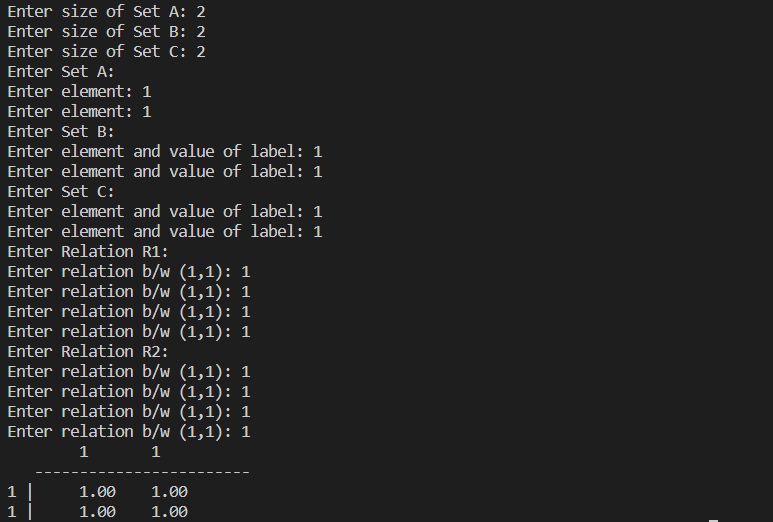 Enter size of Set A: 2
Enter size of Set B: 2
Enter size of Set C: 2
Enter Set A:
Enter element: 1
Enter element: 1
Enter Set B:
Enter element and value of label: 1
Enter element and value of label: 1
Enter Set C:
Enter element and value of label: 1
Enter element and value of label: 1
Enter Relation R1:
Enter relation b/w (1,1): 1
Enter relation b/w (1,1): 1
Enter relation b/w (1,1): 1
Enter relation b/w (1,1): 1
Enter Relation R2:
Enter relation b/w (1,1): 1
Enter relation b/w (1,1): 1
Enter relation b/w (1,1): 1
Enter relation b/w (1,1): 1
        1       1
   ------------------------
1 |     1.00    1.00
1 |     1.00    1.00